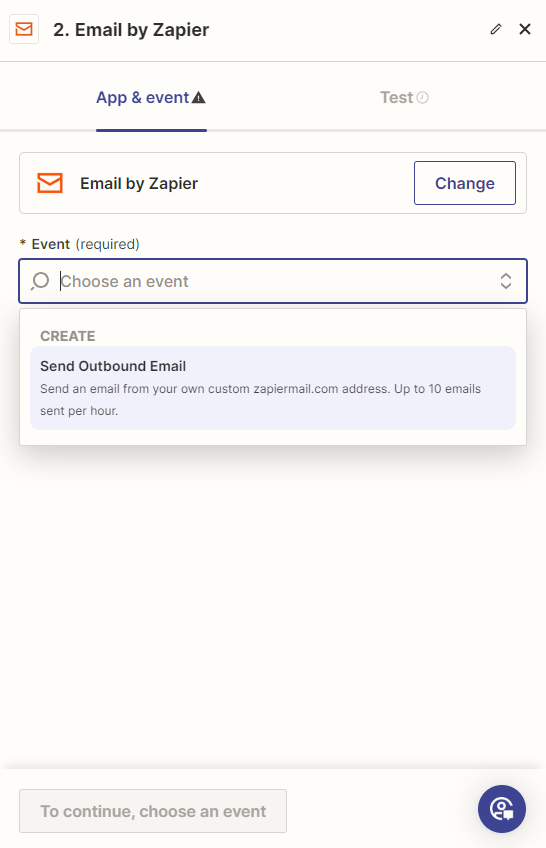 2. Email by Zapier
App & event
Test
Email by Zapier
Change
* Event (required)
Choose an event
CREATE
Send Outbound Email
Send an email from your own custom zapiermail.com address. Up to 10 emails
sent per hour.
To continue, choose an event